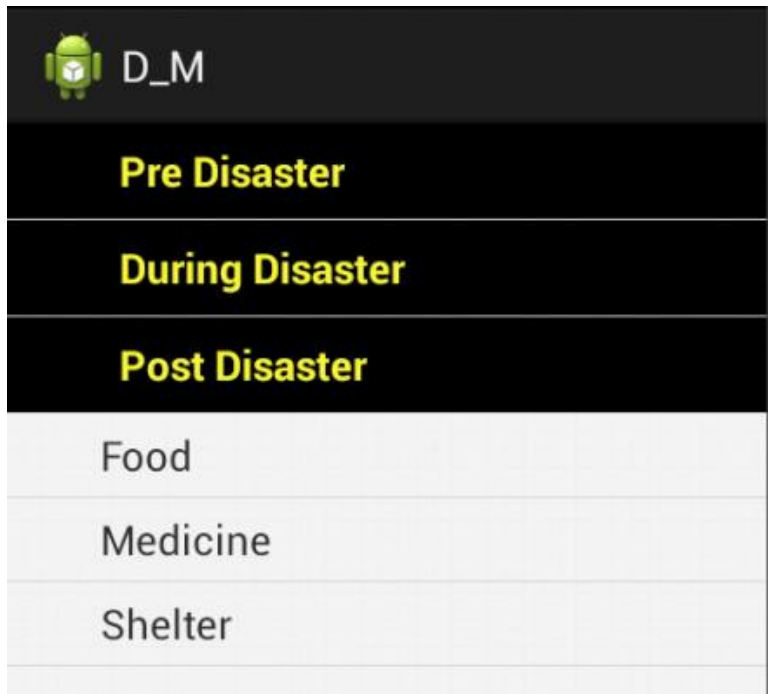 D_M
Pre Disaster
During Disaster
Post Disaster
Food
Medicine
Shelter